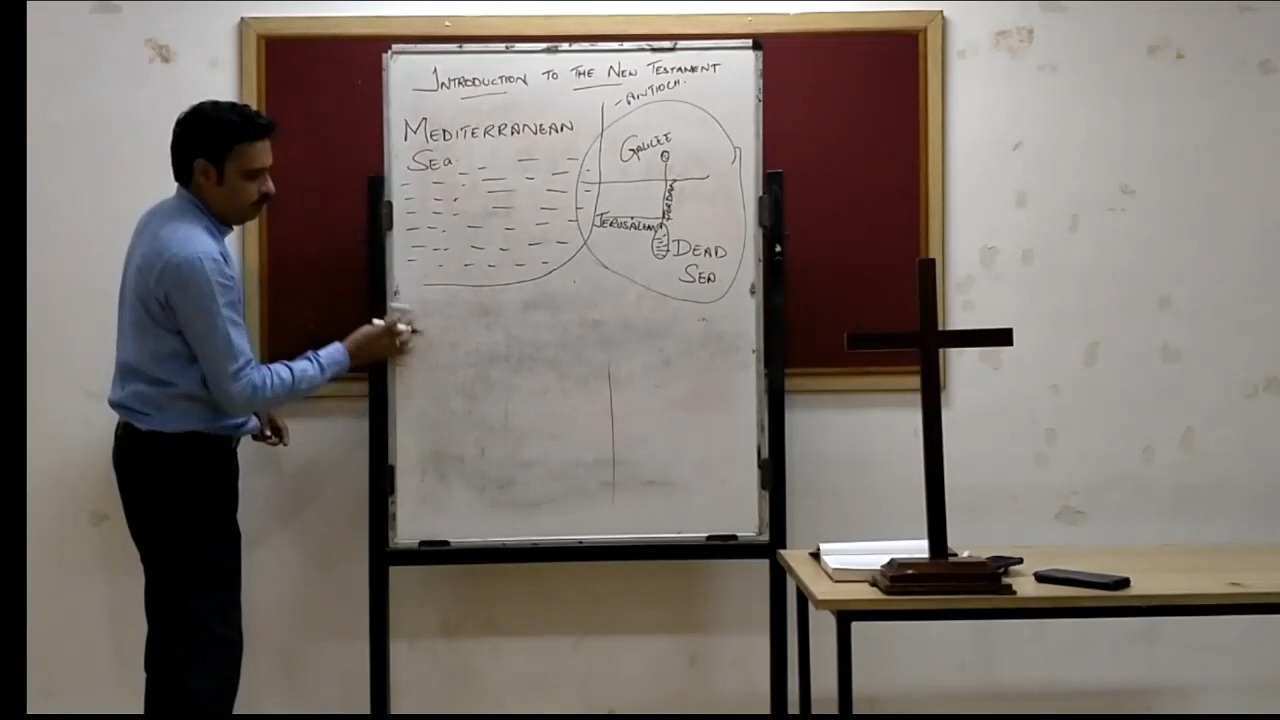 INTRODUCTION TO THE NEW TESTAMENT
- ANTIOCH.
MEDITERRANEAN
SEa.
GALILEE
JORDAN
JERUSALEM
DEAD
SEA